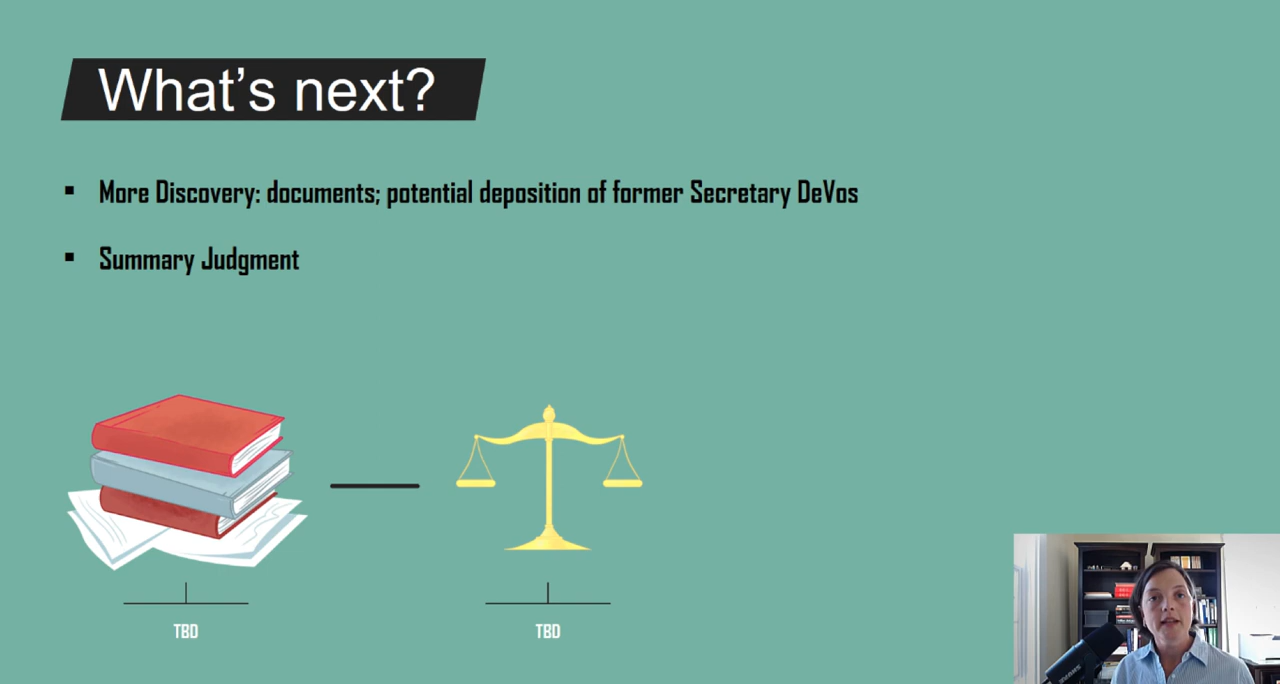 What's next?
▪ More Discovery: documents; potential deposition of former Secretary DeVos
▪ Summary Judgment
TBD
TBD